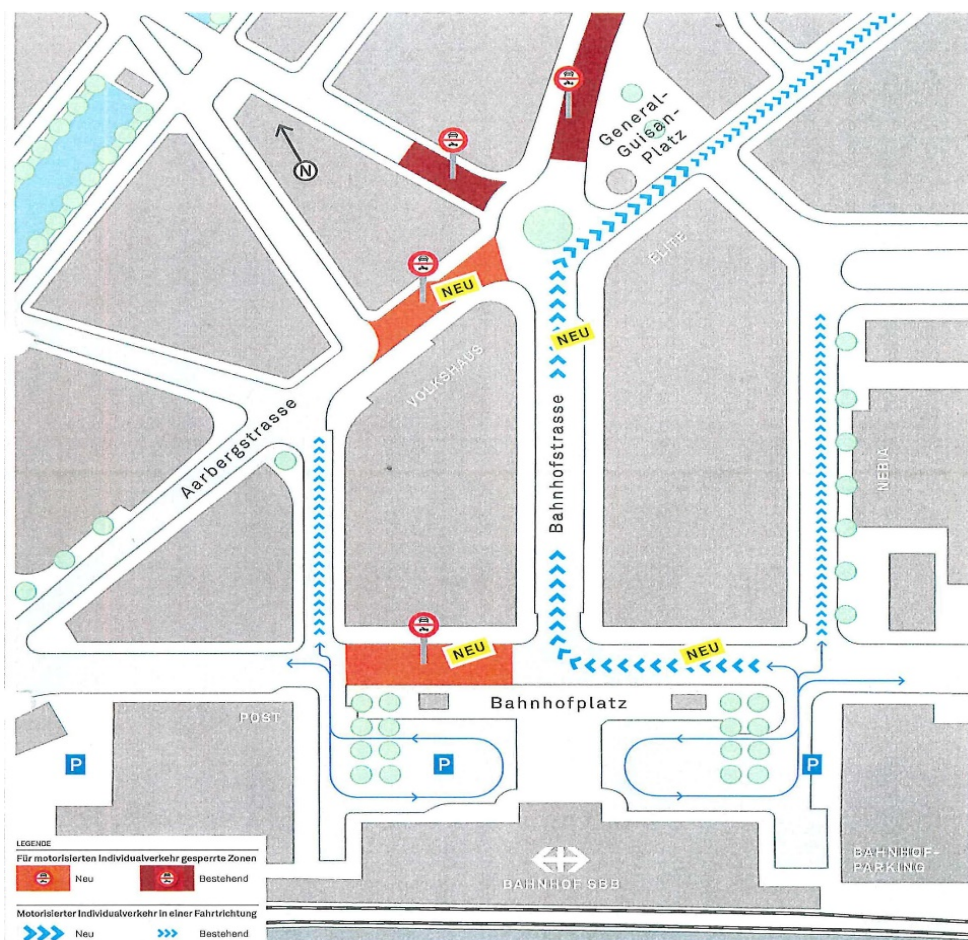 General-
Guisan-
Platz
N
ELITE
NEU
NEU
VOLKSHAUS
Aarbergstrasse
Bahnhofstrasse
NEBIA
NEU
NEU
Bahnhofplatz
POST
P
P
P
BAHNHOF SBB
BAHNHOF-
PARKING
LEGENDE
Für motorisierten Individualverkehr gesperrte Zonen
Neu
Bestehend
Motorisierter Individualverkehr in einer Fahrtrichtung
Neu
Bestehend